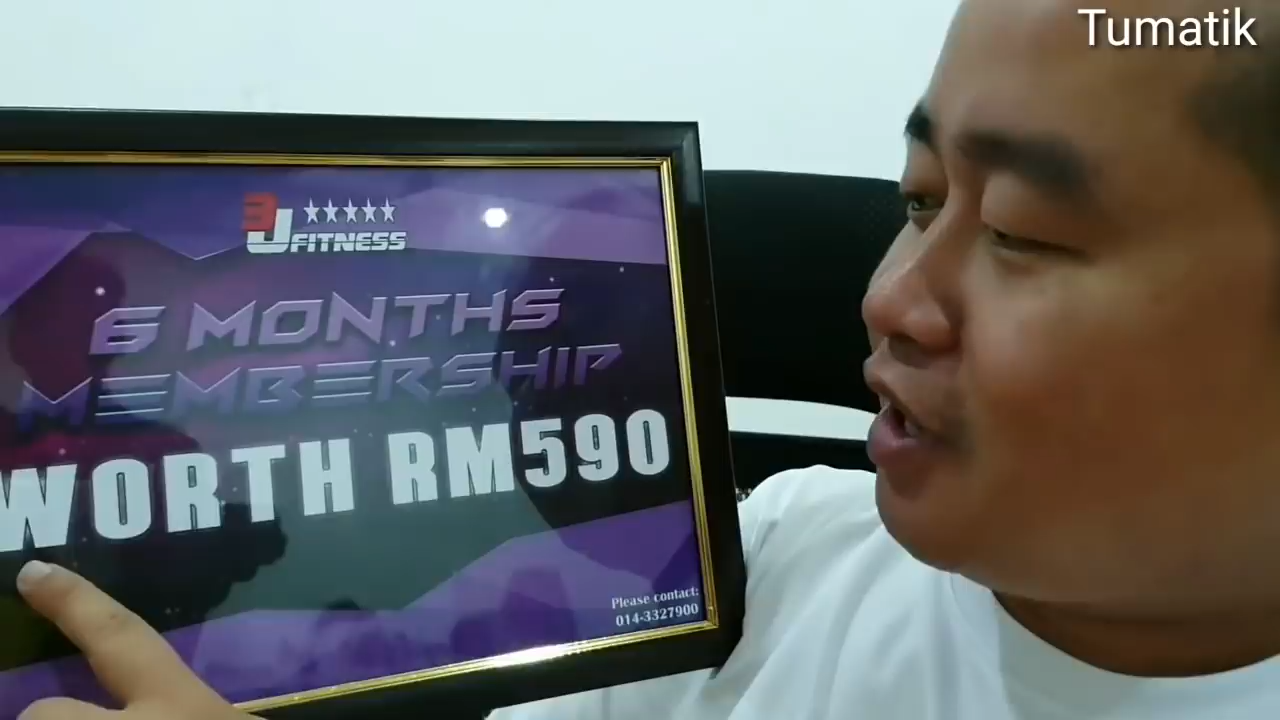 Tumatik
3J FITNESS
6 MONTHS
MEMBERSHIP
WORTH RM590
Please contact:
014-3327900